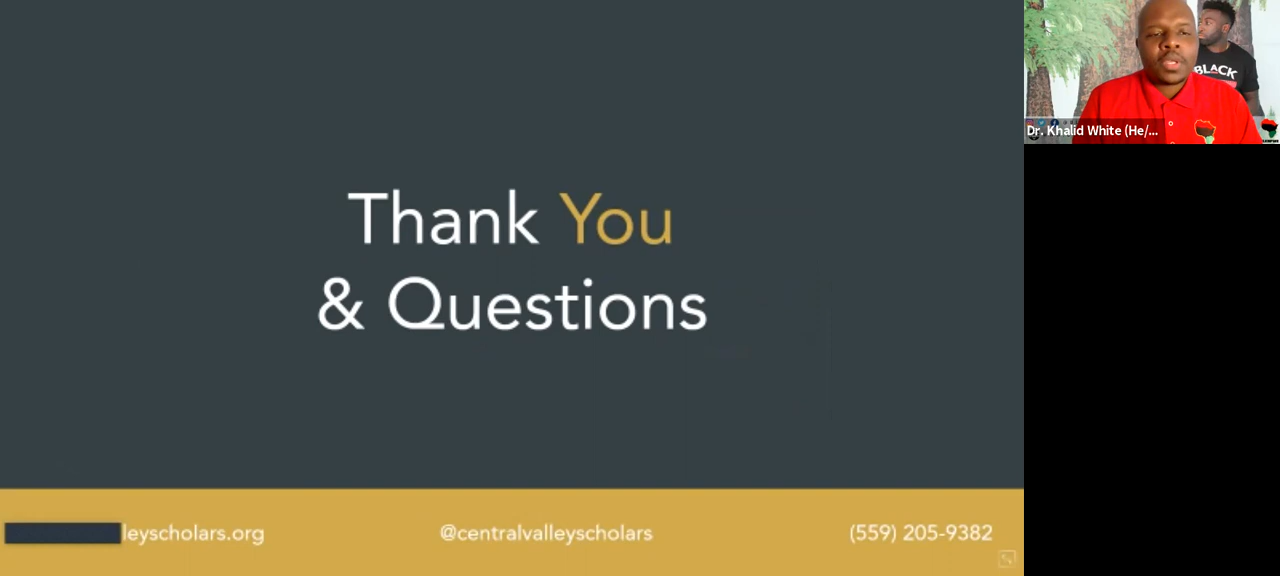 Thank You
& Questions
leyscholars.org
@centralvalleyscholars
(559) 205-9382
BLACK
Dr. Khalid White (He/...